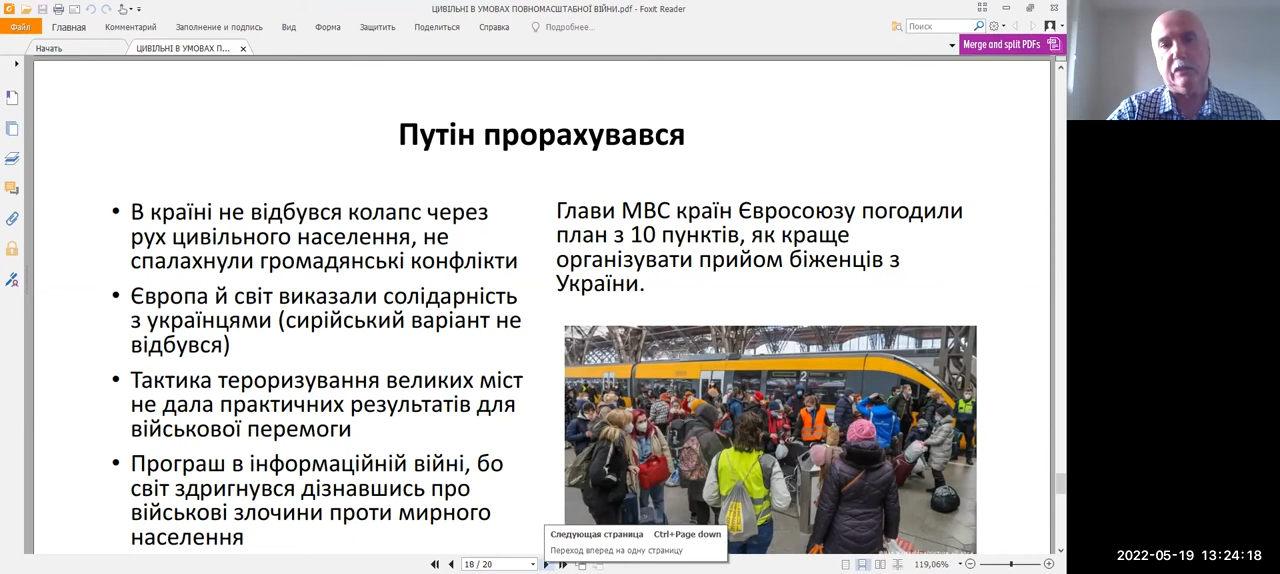 ЦИВІЛЬНІ В УМОВАХ ПОВНОМАСШТАБНОЇ ВІЙНИ.pdf - Foxit Reader
Файл Главная Комментарий Заполнение и подпись Вид Форма Защитить Поделиться Справка Подробнее... Поиск
Начать ЦИВІЛЬНІ В УМОВАХ П... Merge and split PDFs
Путін прорахувався
• В країні не відбувся колапс через
рух цивільного населення, не
спалахнули громадянські конфлікти
• Європа й світ виказали солідарність
з українцями (сирійський варіант не
відбувся)
• Тактика тероризування великих міст
не дала практичних результатів для
військової перемоги
• Програш в інформаційній війні, бо
світ здригнувся дізнавшись про
військові злочини проти мирного
населення
Глави МВС країн Євросоюзу погодили
план з 10 пунктів, як краще
організувати прийом біженців з
України.
2
Следующая страница Ctrl+Page down
Переход вперед на одну страницу
18 / 20
119,06%
2022-05-19 13:24:18